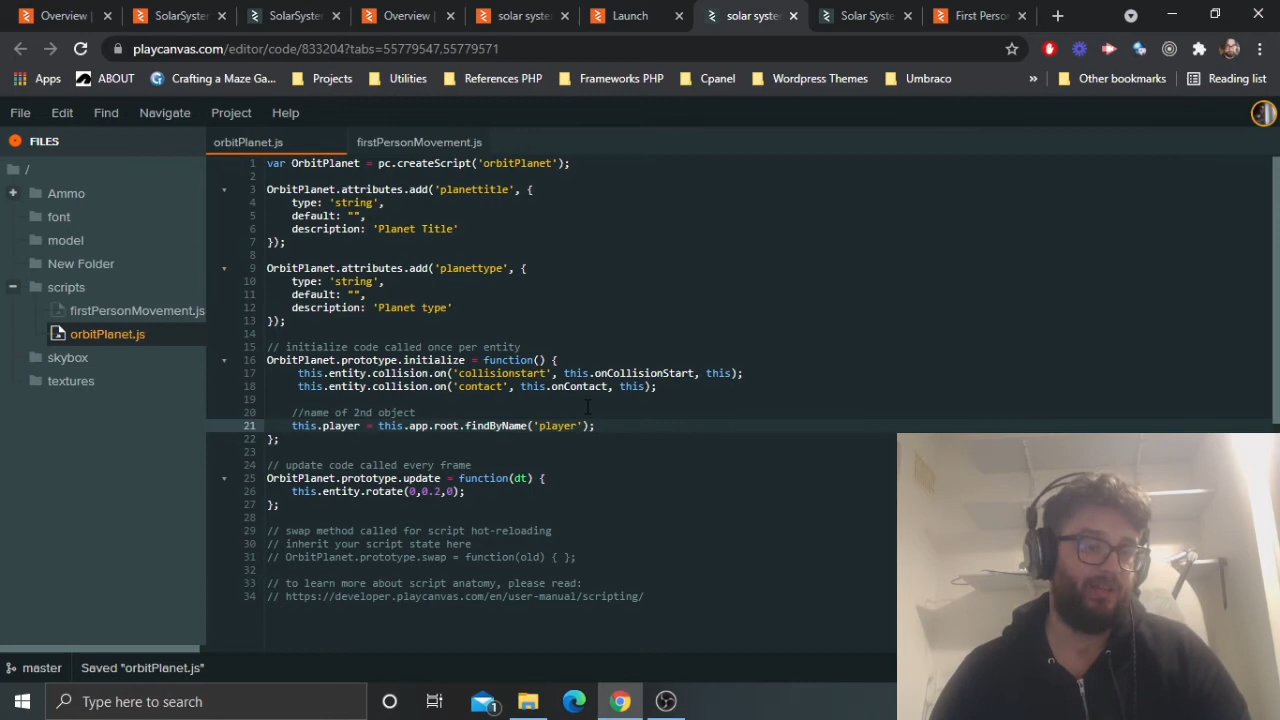 Overview |
SolarSystem
SolarSystem
Overview |
solar system
Launch
solar system
Solar Syste
First Person
playcanvas.com/editor/code/833204?tabs=55779547,55779571
Apps
ABOUT
Crafting a Maze Ga...
Projects
Utilities
References PHP
Frameworks PHP
Cpanel
Wordpress Themes
Umbraco
»
Other bookmarks
Reading list
File
Edit
Find
Navigate
Project
Help
FILES
/
Ammo
font
model
New Folder
scripts
firstPersonMovement.js
orbitPlanet.js
skybox
textures
orbitPlanet.js
firstPersonMovement.js
1 var OrbitPlanet = pc.createScript('orbitPlanet');
2
3 OrbitPlanet.attributes.add('planettitle', {
4 type: 'string',
5 default: "",
6 description: 'Planet Title'
7 });
8
9 OrbitPlanet.attributes.add('planettype', {
10 type: 'string',
11 default: "",
12 description: 'Planet type'
13 });
14
15 // initialize code called once per entity
16 OrbitPlanet.prototype.initialize = function() {
17 this.entity.collision.on('collisionstart', this.onCollisionStart, this);
18 this.entity.collision.on('contact', this.onContact, this);
19
20 //name of 2nd object
21 this.player = this.app.root.findByName('player');
22 };
23
24 // update code called every frame
25 OrbitPlanet.prototype.update = function(dt) {
26 this.entity.rotate(0,0.2,0);
27 };
28
29 // swap method called for script hot-reloading
30 // inherit your script state here
31 // OrbitPlanet.prototype.swap = function(old) { };
32
33 // to learn more about script anatomy, please read:
34 // https://developer.playcanvas.com/en/user-manual/scripting/
master
Saved "orbitPlanet.js"
Type here to search
1